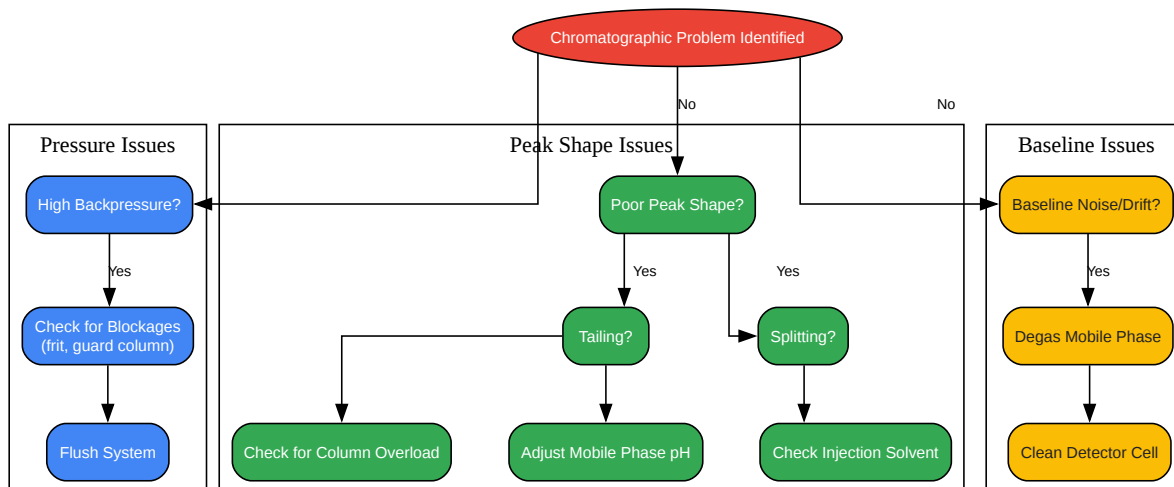 Chromatographic Problem Identified
No
No
Pressure Issues
Peak Shape Issues
Baseline Issues
High Backpressure?
Poor Peak Shape?
Baseline Noise/Drift?
Yes
Yes
Yes
Yes
Check for Blockages
(frit, guard column)
Tailing?
Splitting?
Degas Mobile Phase
Flush System
Check for Column Overload
Adjust Mobile Phase pH
Check Injection Solvent
Clean Detector Cell